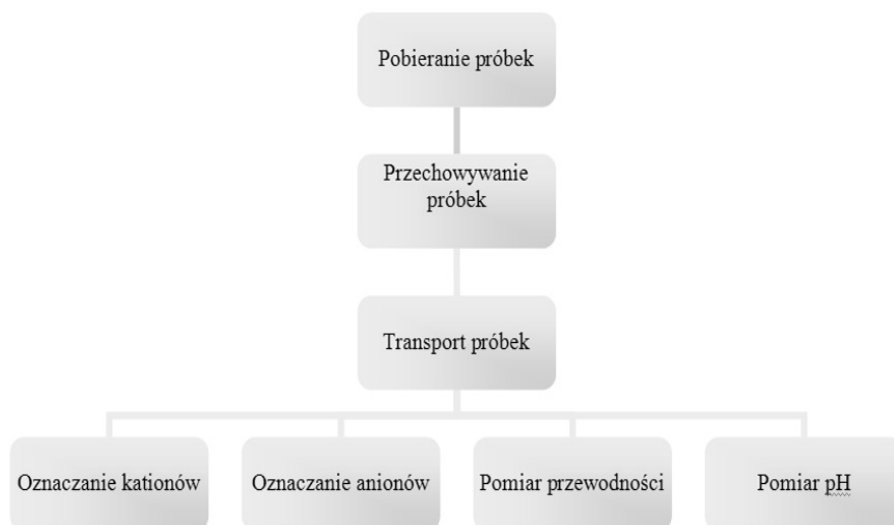 Pobieranie próbek
Przechowywanie
próbek
Transport próbek
Oznaczanie kationów
Oznaczanie anionów
Pomiar przewodności
Pomiar pH